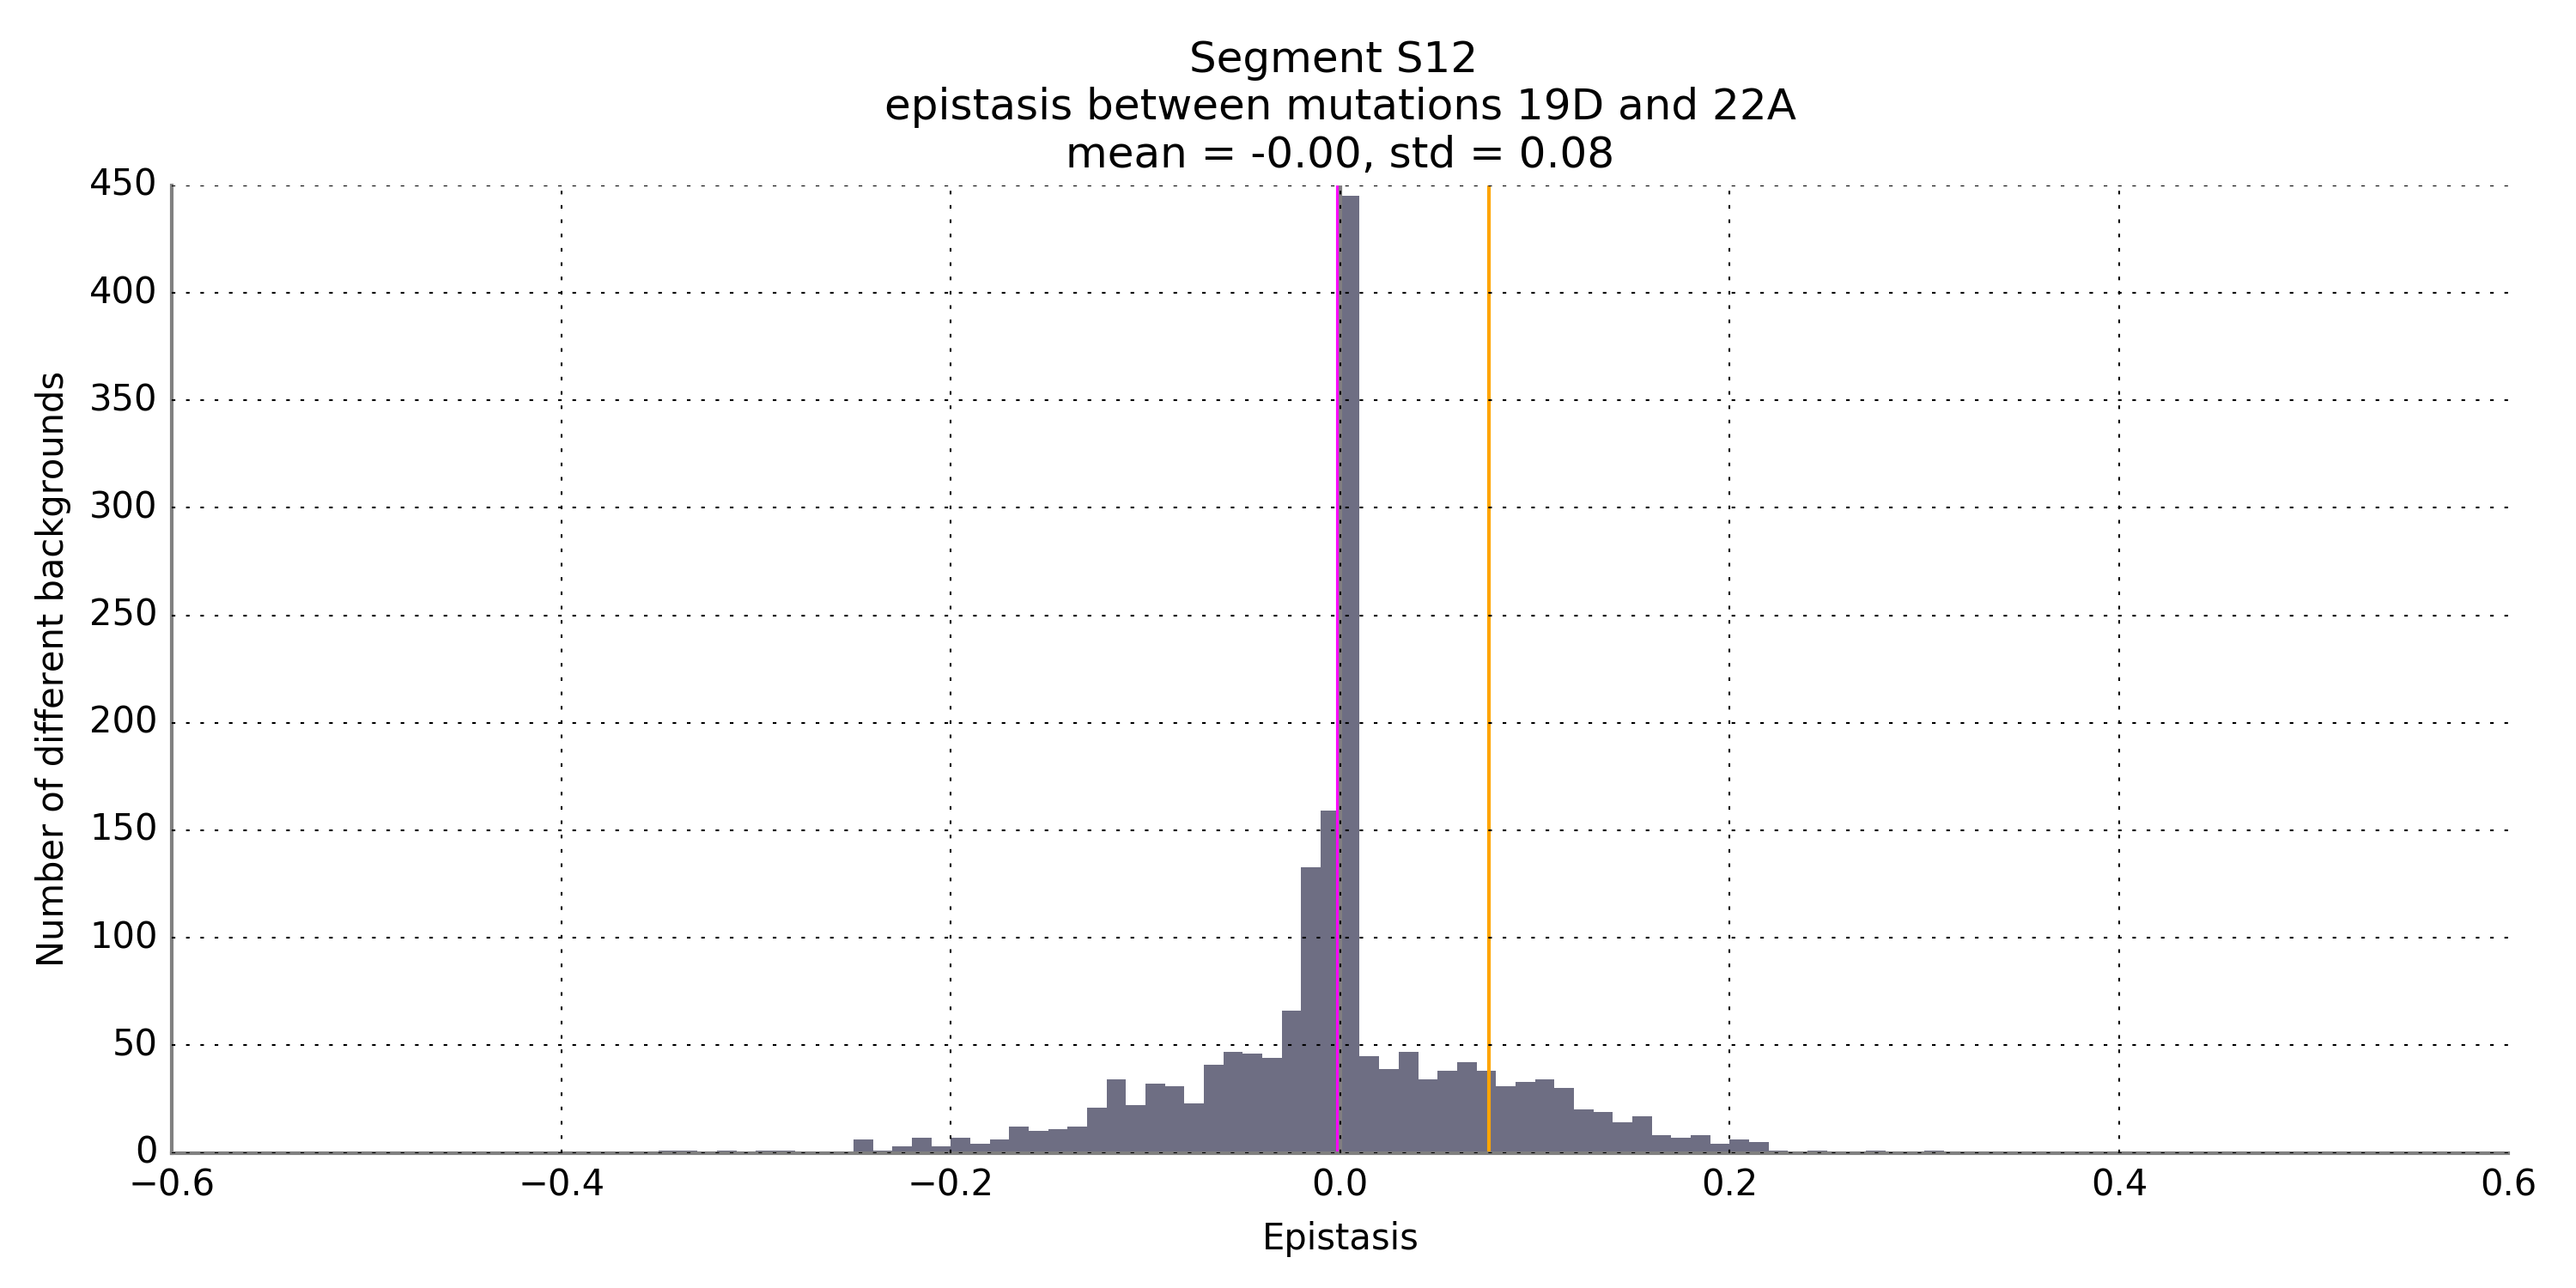 Segment S12
epistasis between mutations 19D and 22A
mean = -0.00, std = 0.08
450
400
350
300
250
200
150
100
50
0
Number of different backgrounds
−0.6 −0.4 −0.2 0.0 0.2 0.4 0.6
Epistasis